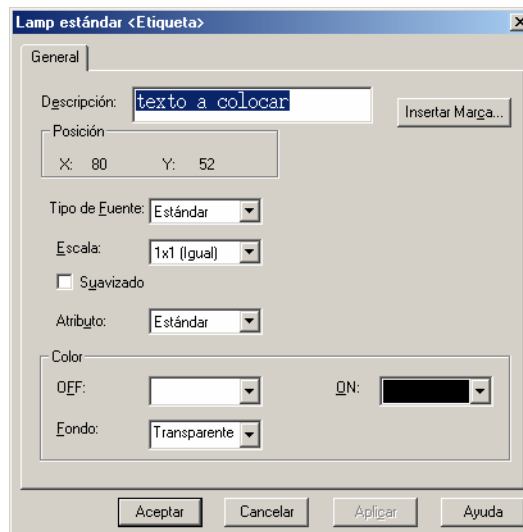 Lamp estándar <Etiqueta>
General
Descripción: texto a colocar
Insertar Marca...
Posición
X: 80 Y: 52
Tipo de Fuente: Estándar
Escala: 1x1 (Igual)
Suavizado
Atributo: Estándar
Color
OFF: ON:
Fondo: Transparente
Aceptar Cancelar Aplicar Ayuda